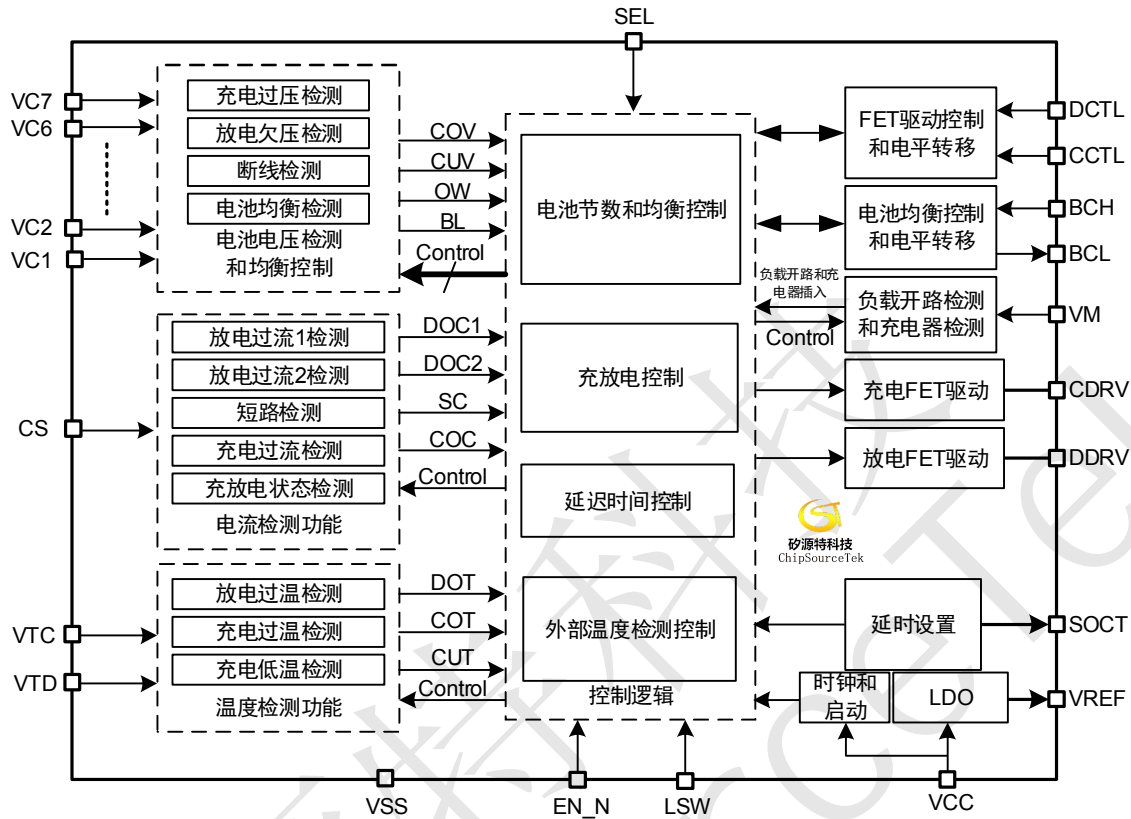 SEL
VC7
VC6
VC2
VC1
充电过压检测
放电欠压检测
断线检测
电池均衡检测
电池电压检测
和均衡控制
COV
CUV
OW
BL
Control
电池节数和均衡控制
FET驱动控制
和电平转移
DCTL
CCTL
电池均衡控制
和电平转移
BCH
BCL
负载开路和充
电器插入
Control
负载开路检测
和充电器检测
VM
CS
放电过流1检测
放电过流2检测
短路检测
充电过流检测
充放电状态检测
电流检测功能
DOC1
DOC2
SC
COC
Control
充放电控制
延迟时间控制
充电FET驱动
CDRV
放电FET驱动
DDRV
矽源特科技
ChipSourceTek
VTC
VTD
放电过温检测
充电过温检测
充电低温检测
温度检测功能
DOT
COT
CUT
Control
外部温度检测控制
控制逻辑
延时设置
SOCT
时钟和
启动
LDO
VREF
VSS
EN_N
LSW
VCC